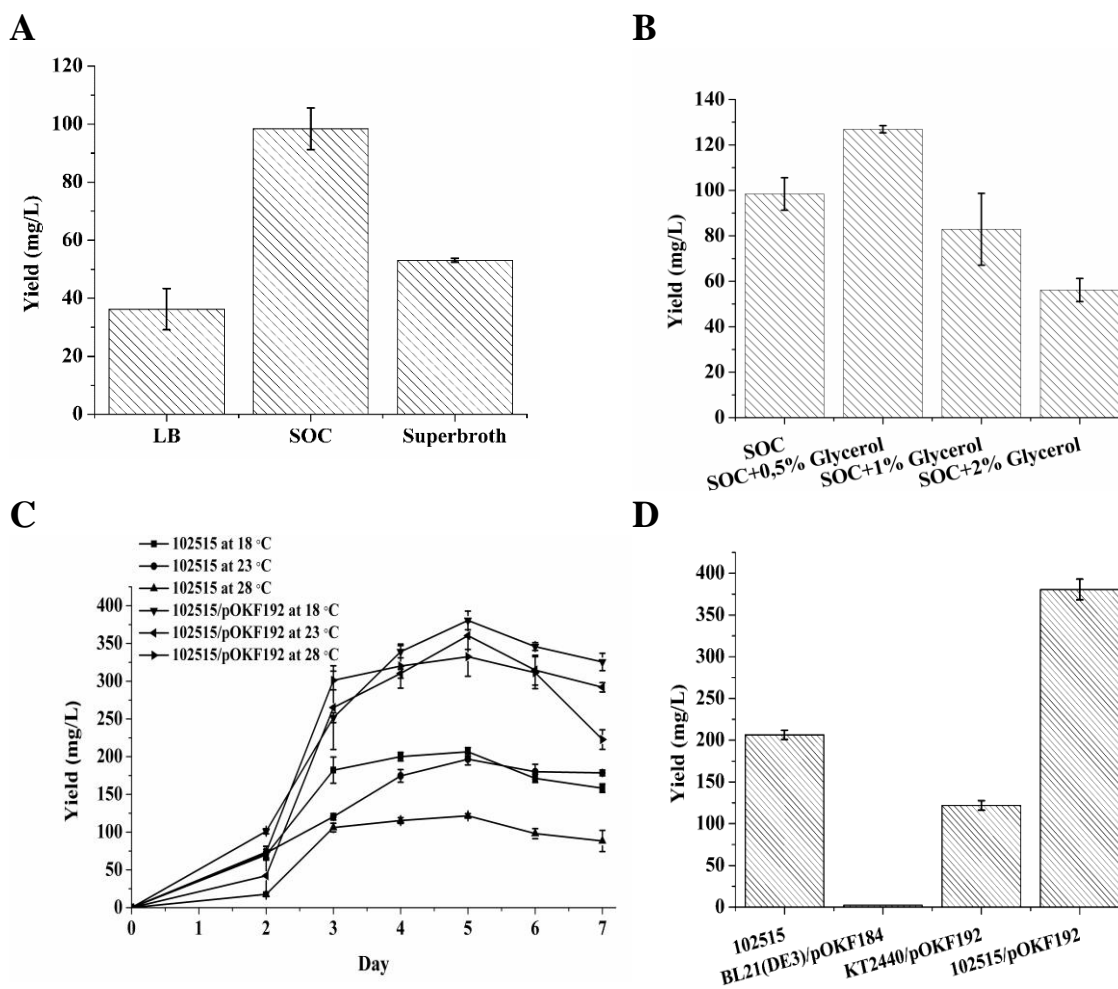 A
Yield (mg/L)
120
100
80
60
40
20
0
LB SOC Superbroth
B
Yield (mg/L)
140
120
100
80
60
40
20
0
SOC
SOC+0,5% Glycerol
SOC+1% Glycerol
SOC+2% Glycerol
C
102515 at 18 °C
102515 at 23 °C
102515 at 28 °C
102515/pOKF192 at 18 °C
102515/pOKF192 at 23 °C
102515/pOKF192 at 28 °C
Yield (mg/L)
400
350
300
250
200
150
100
50
0
0 1 2 3 4 5 6 7
Day
D
Yield (mg/L)
400
350
300
250
200
150
100
50
0
102515
BL21(DE3)/pOKF184
KT2440/pOKF192
102515/pOKF192